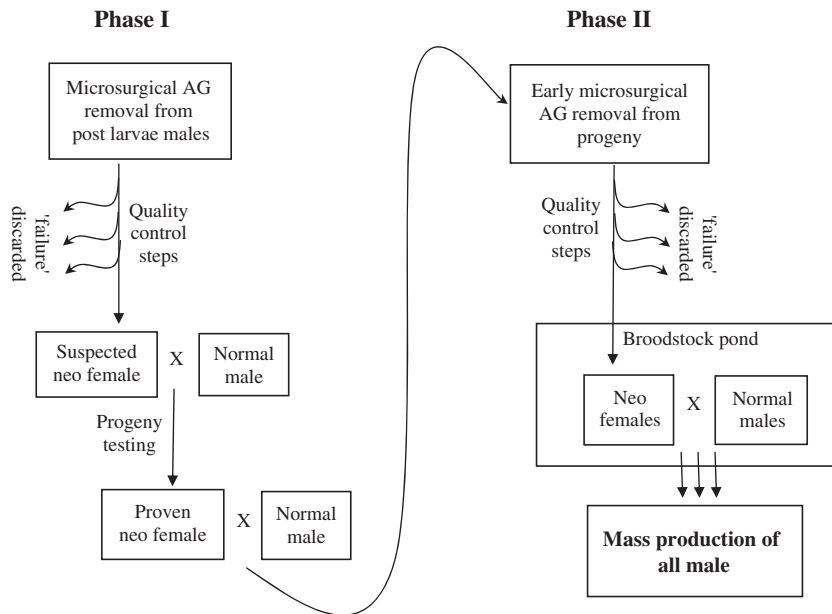 Phase I
Microsurgical AG
removal from
post larvae males
'failure'
discarded
Quality
control
steps
Suspected
neo female
X
Normal
male
Progeny
testing
Proven
neo female
X
Normal
male
Phase II
Early microsurgical
AG removal from
progeny
Quality
control
steps
'failure'
discarded
Broodstock pond
Neo
females
X
Normal
males
Mass production of
all male